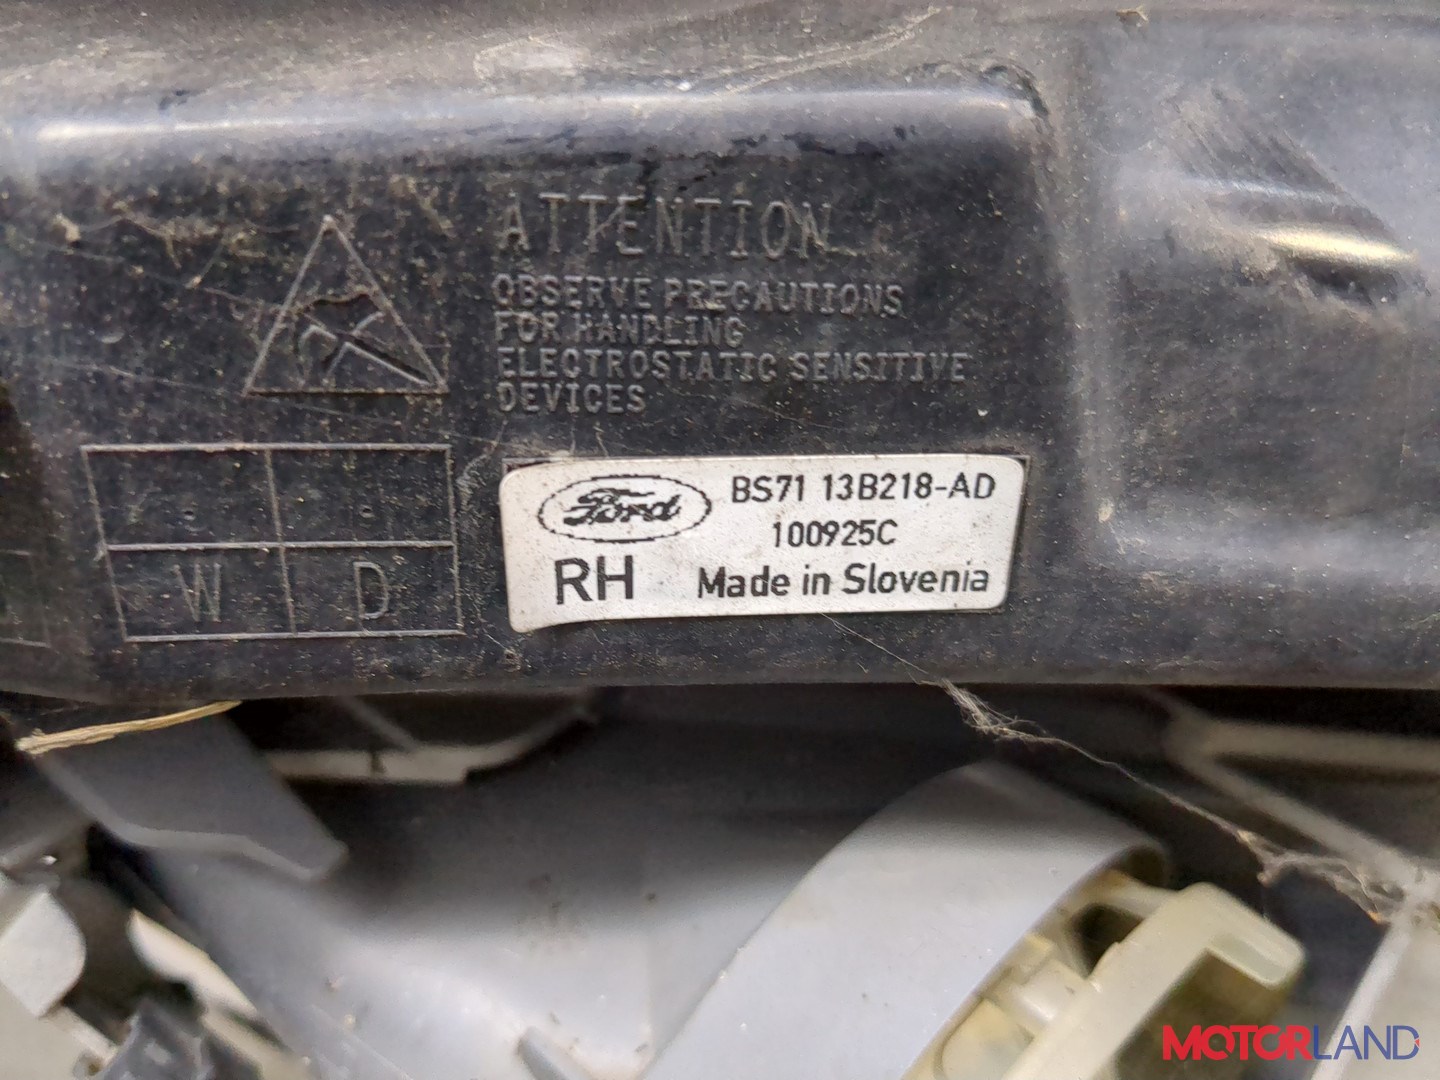 ATTENTION
OBSERVE PRECAUTIONS
FOR HANDLING
ELECTROSTATIC SENSITIVE
DEVICES
W D
Ford
BS71 13B218-AD
100925C
RH
Made in Slovenia
MOTORLAND